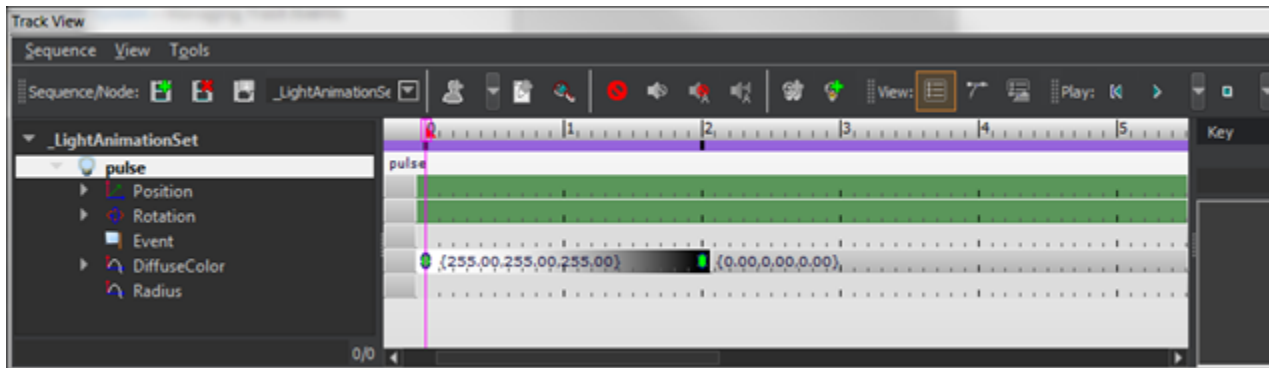 Track View
Sequence View Tools
Sequence/Node: _LightAnimationSe View: Play:
_LightAnimationSet
0 1 2 3 4 5
Key
pulse
pulse
Position
Rotation
Event
DiffuseColor
{255.00,255.00,255.00} {0.00,0.00,0.00}
Radius
0/0